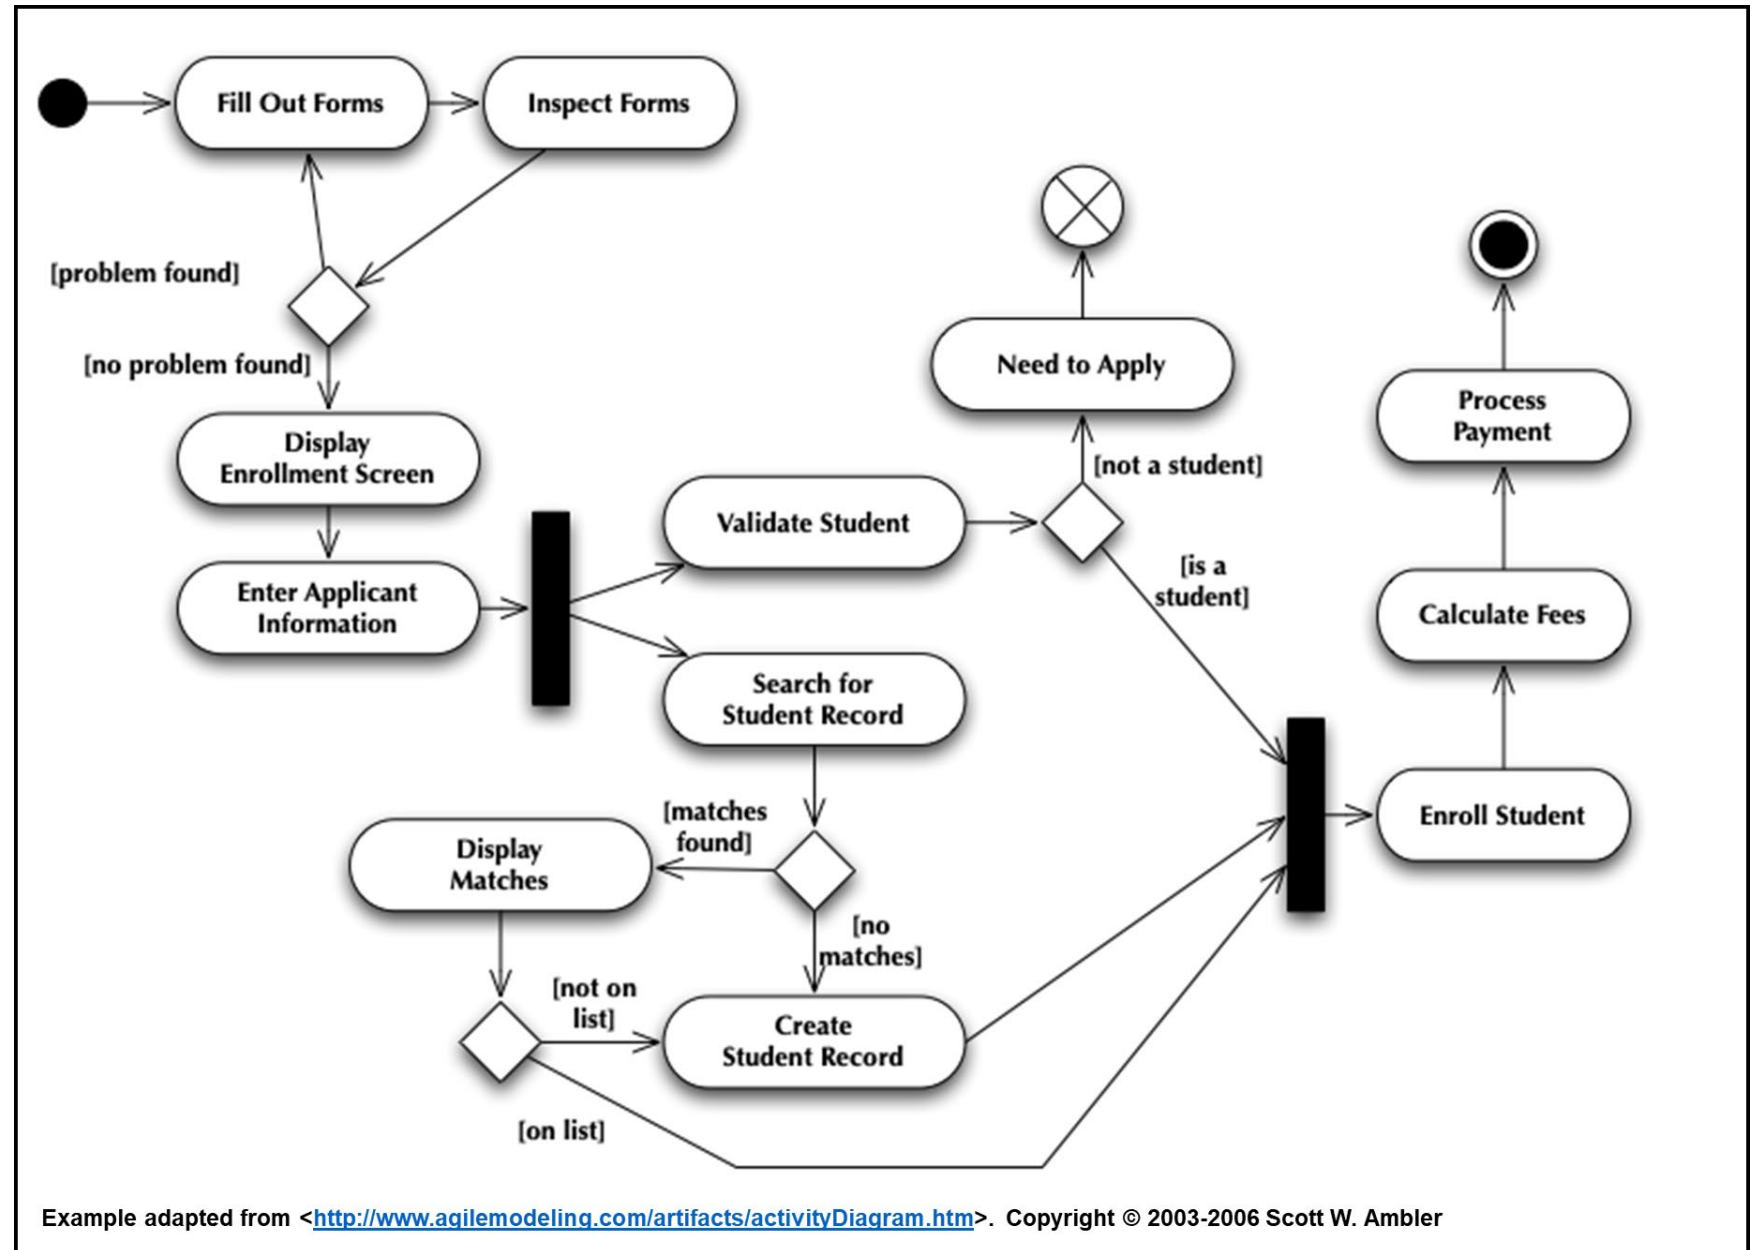 Fill Out Forms
Inspect Forms
[problem found]
[no problem found]
Display
Enrollment Screen
Enter Applicant
Information
Validate Student
Need to Apply
[not a student]
[is a
student]
Search for
Student Record
[matches
found]
Display
Matches
[no
matches]
[not on
list]
Create
Student Record
[on list]
Enroll Student
Calculate Fees
Process
Payment
Example adapted from <http://www.agilemodeling.com/artifacts/activityDiagram.htm>. Copyright © 2003-2006 Scott W. Ambler